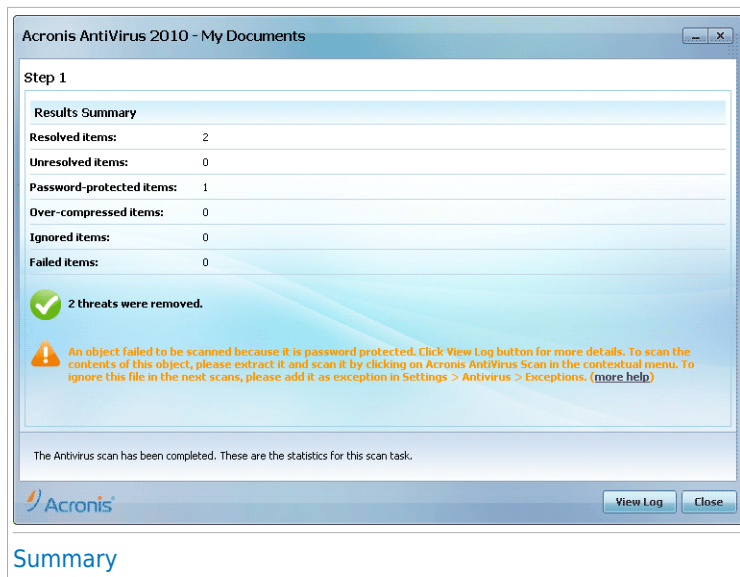 Acronis AntiVirus 2010 - My Documents
Step 1
Results Summary
Resolved items: 2
Unresolved items: 0
Password-protected items: 1
Over-compressed items: 0
Ignored items: 0
Failed items: 0
2 threats were removed.
An object failed to be scanned because it is password protected. Click View Log button for more details. To scan the
contents of this object, please extract it and scan it by clicking on Acronis AntiVirus Scan in the contextual menu. To
ignore this file in the next scans, please add it as exception in Settings > Antivirus > Exceptions. (more help)
The Antivirus scan has been completed. These are the statistics for this scan task.
Acronis
View Log
Close
Summary